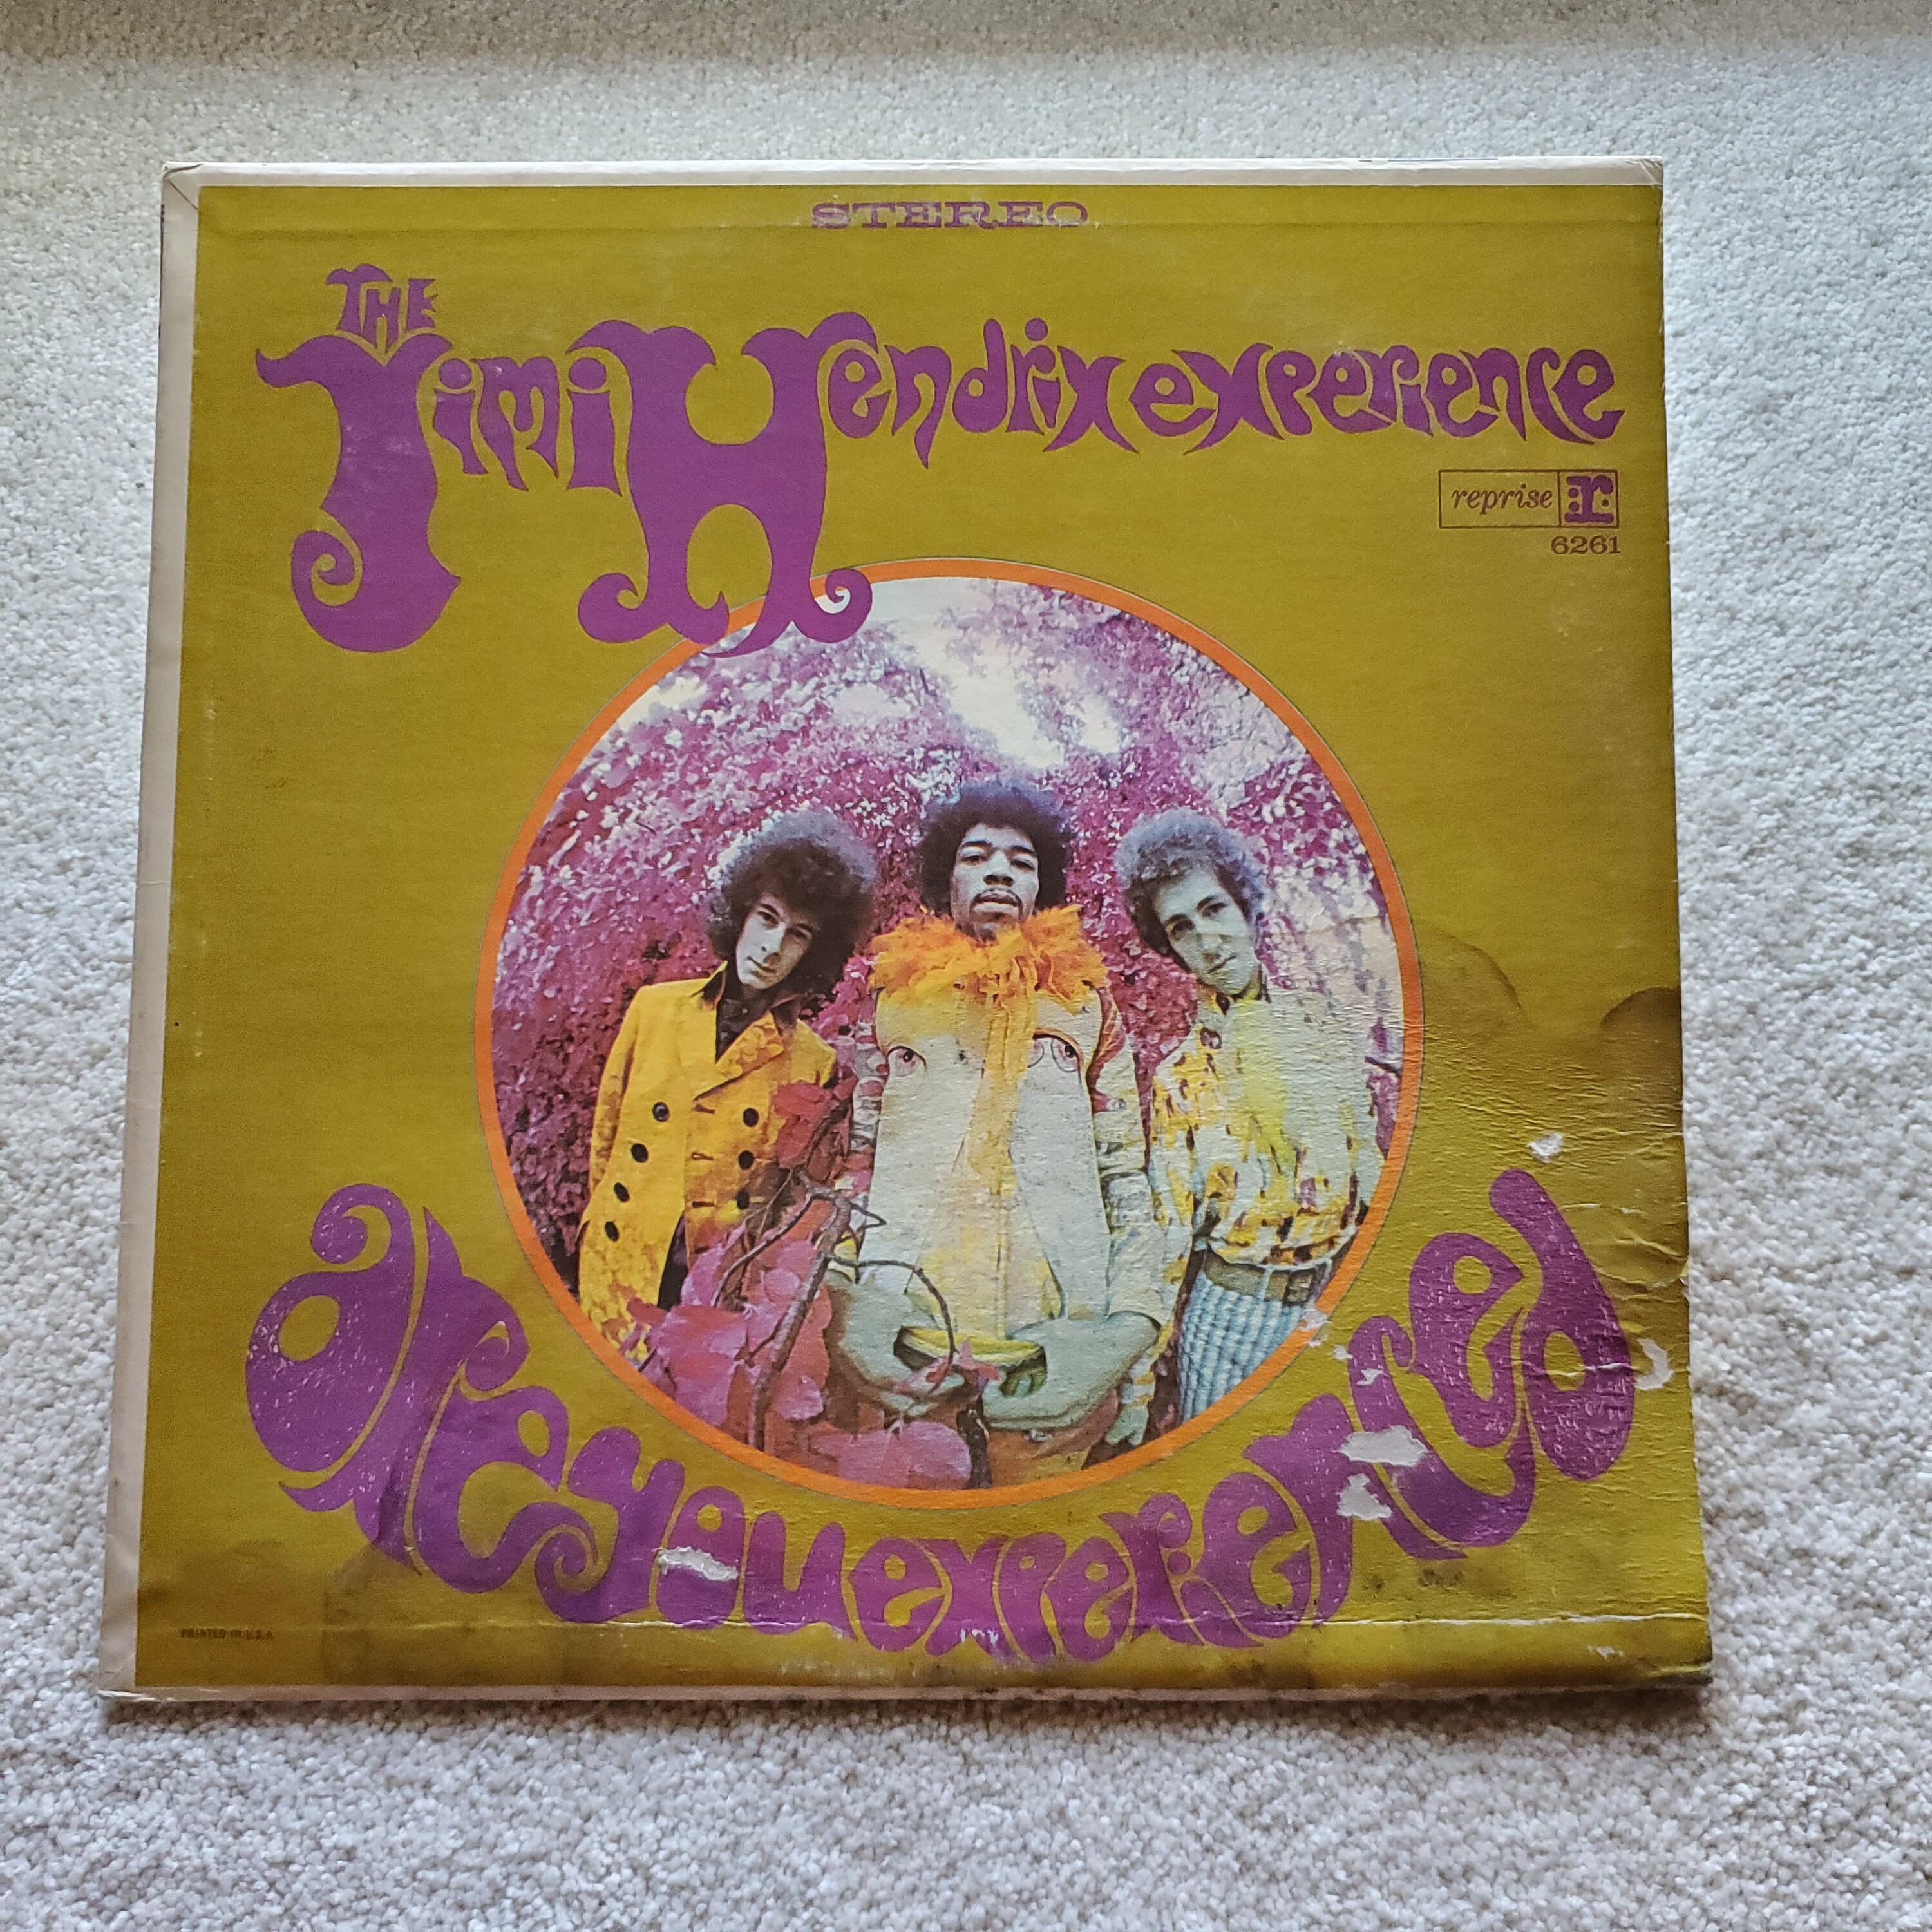 STEREO
THE
Jimi Hendrix experience
reprise r:
6261
are you experienced
PRINTED IN U.S.A.